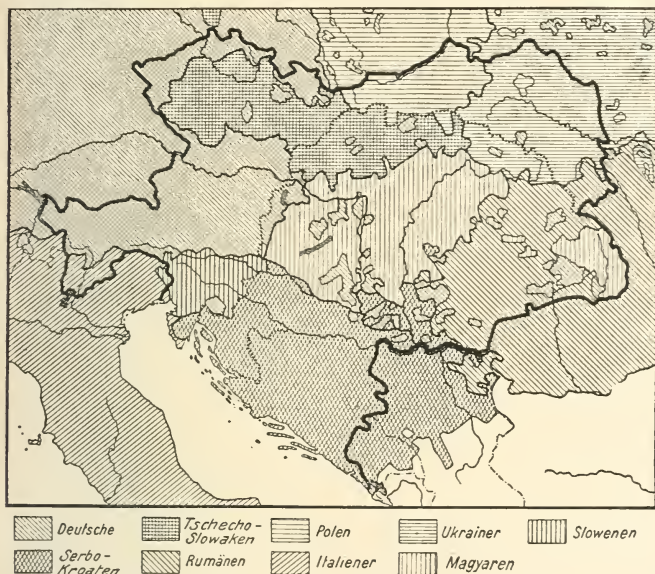 Deutsche
Tschecho-
Slowaken
Polen
Ukrainer
Slowenen
Serbo-
Kroaten
Rumänen
Italiener
Magyaren